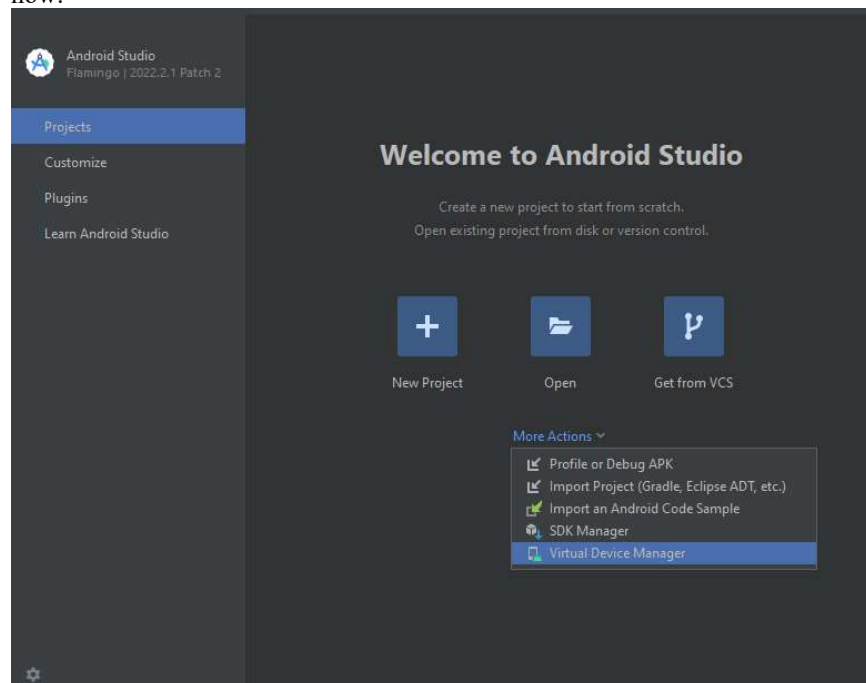 now.
Android Studio
Flamingo | 2022.2.1 Patch 2
Projects
Customize
Plugins
Learn Android Studio
Welcome to Android Studio
Create a new project to start from scratch.
Open existing project from disk or version control.
New Project
Open
Get from VCS
More Actions
Profile or Debug APK
Import Project (Gradle, Eclipse ADT, etc.)
Import an Android Code Sample
SDK Manager
Virtual Device Manager